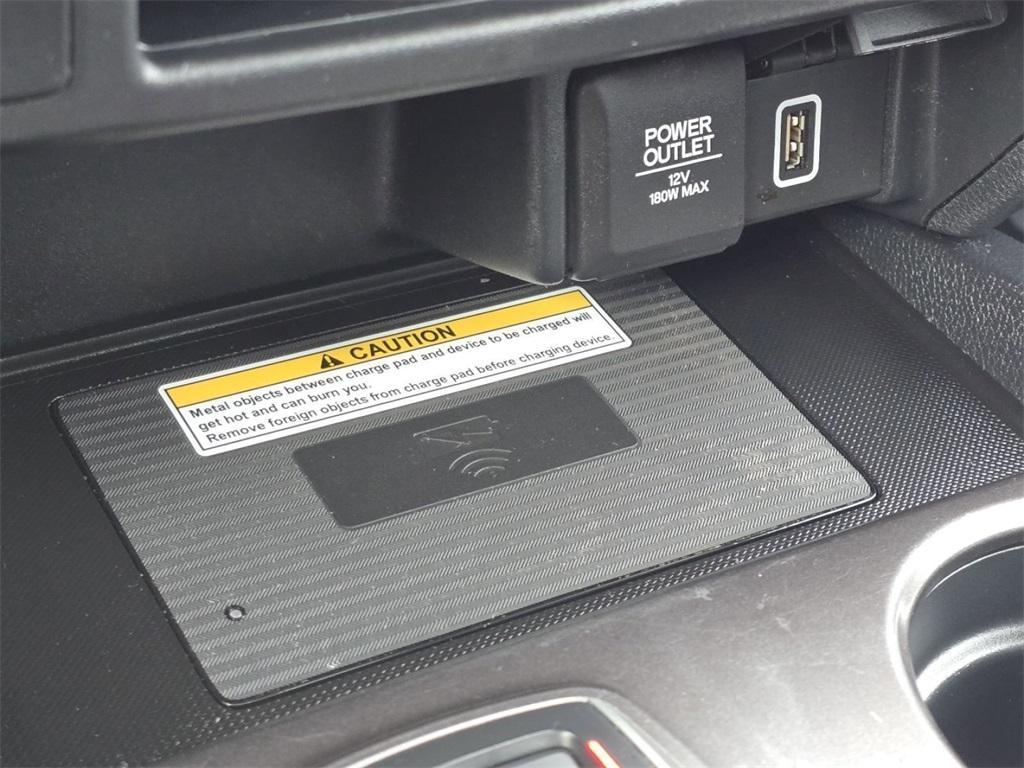 POWER
OUTLET
12V
180W MAX
CAUTION
Metal objects between charge pad and device to be charged will
get hot and can burn you.
Remove foreign objects from charge pad before charging device.